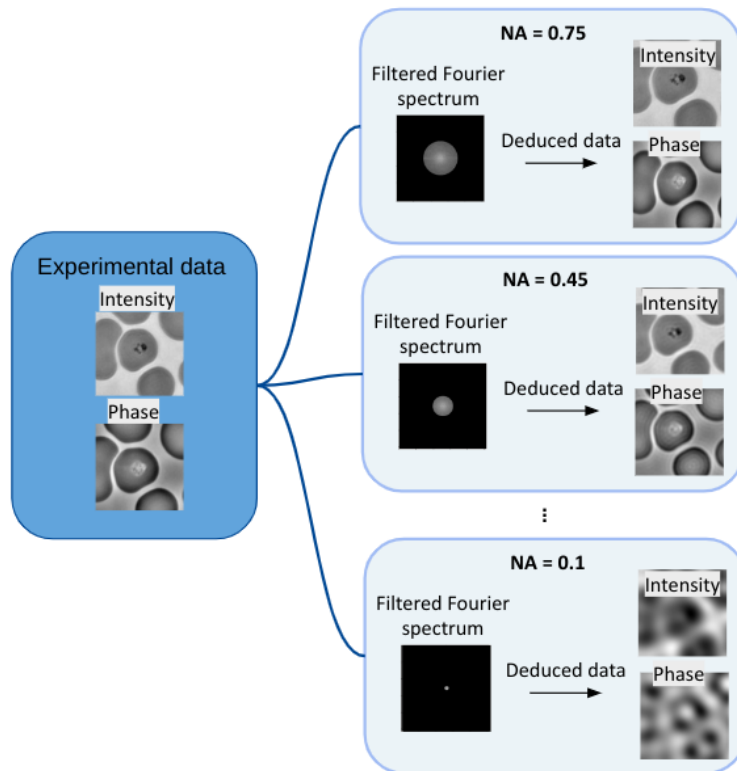 Experimental data
Intensity
Phase
NA = 0.75
Filtered Fourier
spectrum
Deduced data
Intensity
Phase
NA = 0.45
Filtered Fourier
spectrum
Deduced data
Intensity
Phase
...
NA = 0.1
Filtered Fourier
spectrum
Deduced data
Intensity
Phase